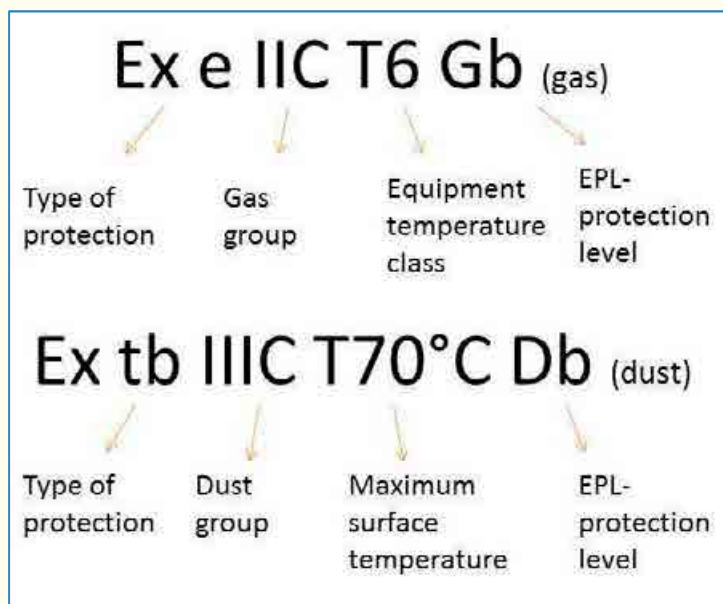 Ex e IIC T6 Gb (gas)
Type of protection
Gas group
Equipment temperature class
EPL-protection level
Ex tb IIIC T70°C Db (dust)
Type of protection
Dust group
Maximum surface temperature
EPL-protection level